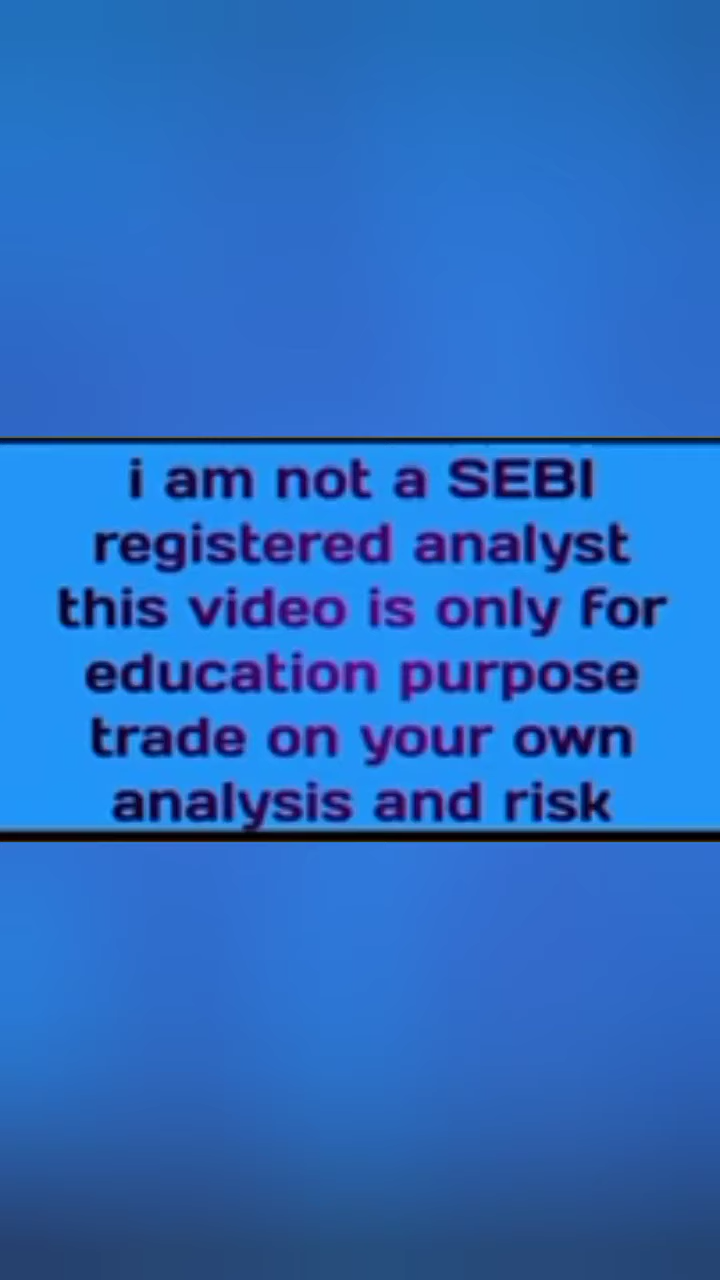 i am not a SEBI
registered analyst
this video is only for
education purpose
trade on your own
analysis and risk